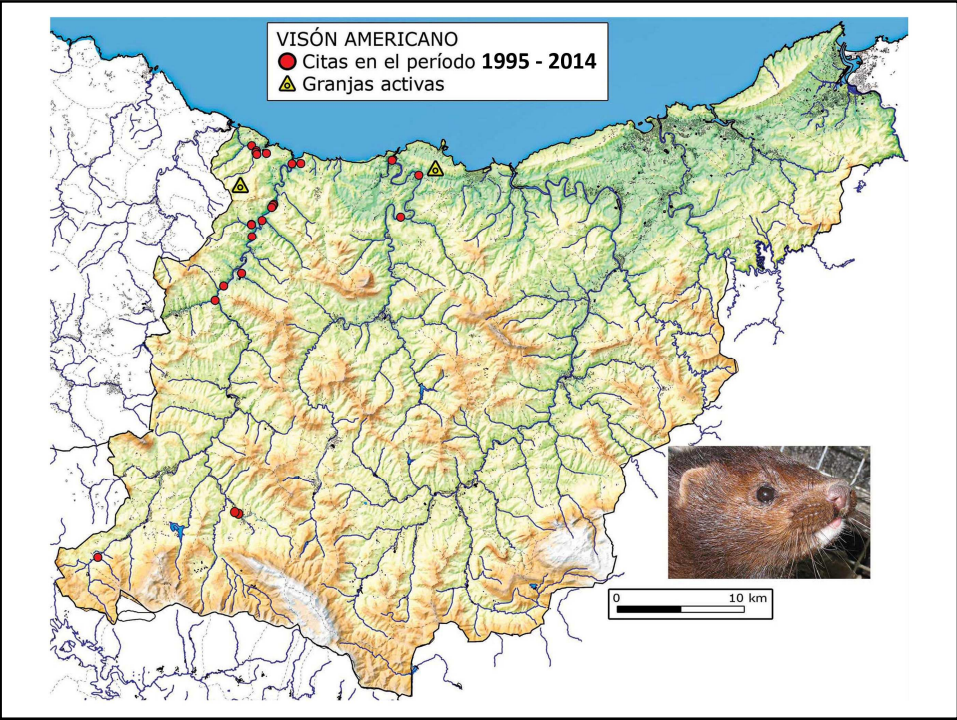 VISÓN AMERICANO
Citas en el período 1995 - 2014
Granjas activas
0 10 km